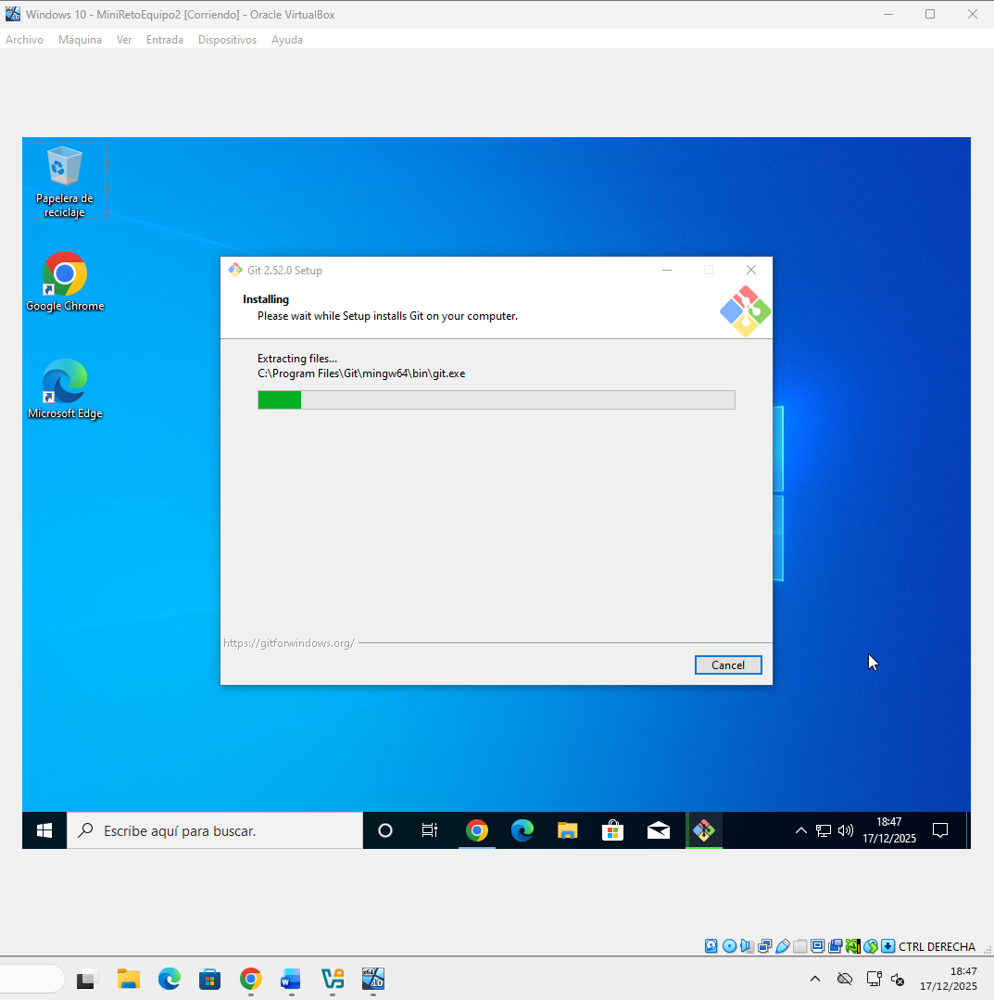 Windows 10 - MiniRetoEquipo2 [Corriendo] - Oracle VirtualBox
Archivo Máquina Ver Entrada Dispositivos Ayuda
Papelera de
reciclaje
Google Chrome
Microsoft Edge
Git 2.52.0 Setup
Installing
Please wait while Setup installs Git on your computer.
Extracting files...
C:\Program Files\Git\mingw64\bin\git.exe
https://gitforwindows.org/
Cancel
Escribe aquí para buscar.
18:47
17/12/2025
CTRL DERECHA
18:47
17/12/2025